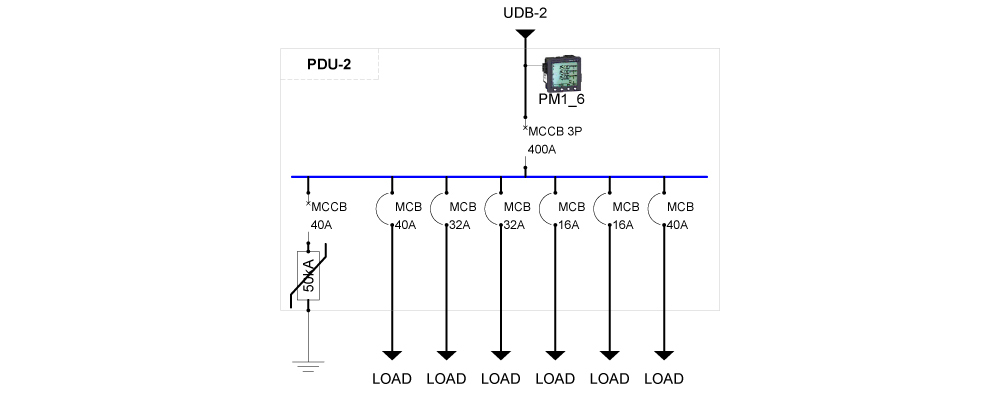 UDB-2
PDU-2
PM1_6
MCCB 3P
400A
MCCB
40A
MCB
40A
MCB
32A
MCB
32A
MCB
16A
MCB
16A
MCB
40A
50kA
LOAD LOAD LOAD LOAD LOAD LOAD